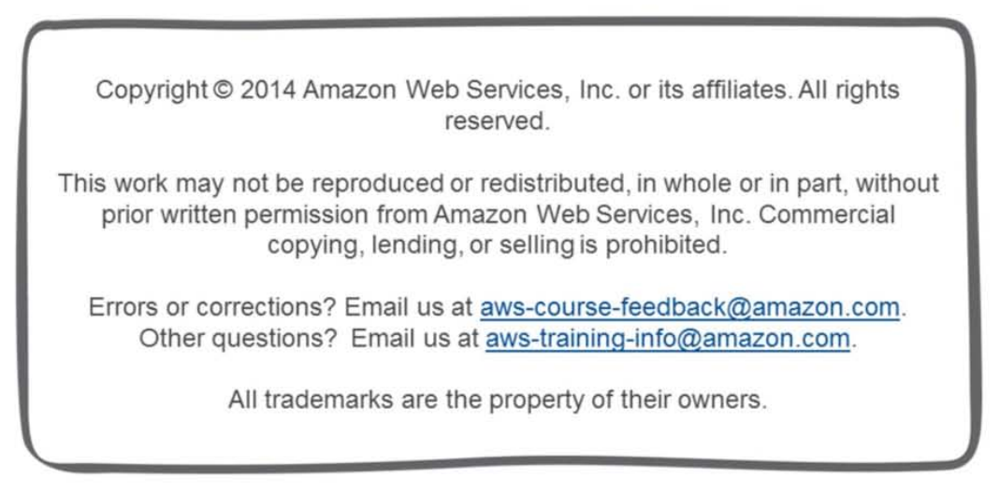 Copyright © 2014 Amazon Web Services, Inc. or its affiliates. All rights
reserved.
This work may not be reproduced or redistributed, in whole or in part, without
prior written permission from Amazon Web Services, Inc. Commercial
copying, lending, or selling is prohibited.
Errors or corrections? Email us at aws-course-feedback@amazon.com.
Other questions? Email us at aws-training-info@amazon.com.
All trademarks are the property of their owners.